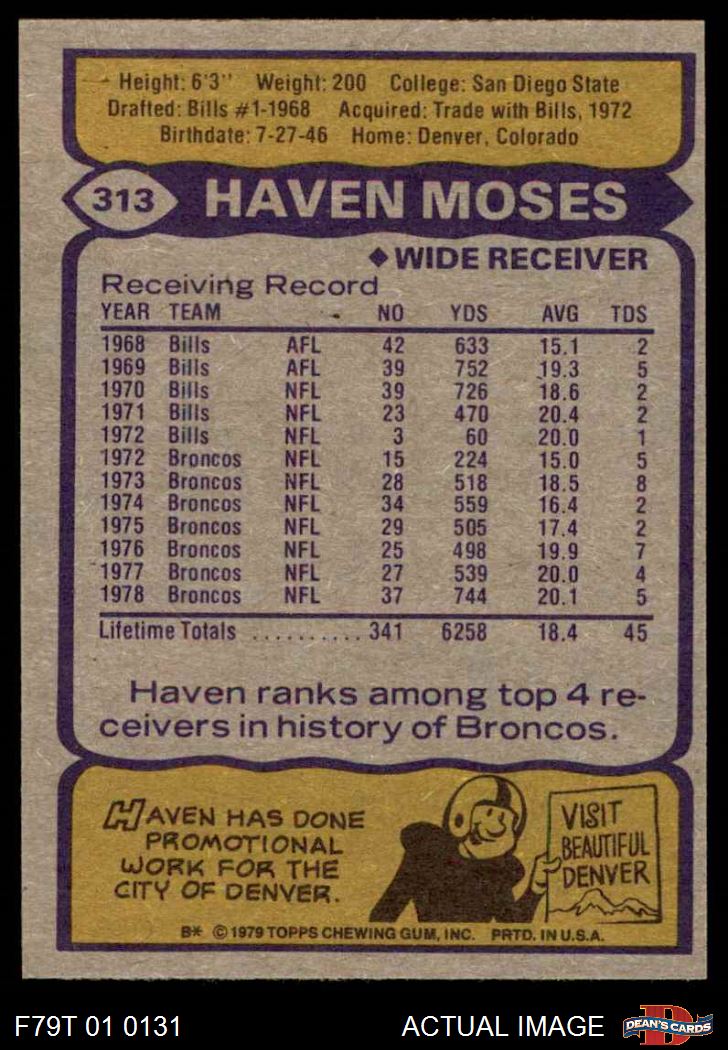 Height: 6'3" Weight: 200 College: San Diego State
Drafted: Bills #1-1968 Acquired: Trade with Bills, 1972
Birthdate: 7-27-46 Home: Denver, Colorado
313 HAVEN MOSES
◆ WIDE RECEIVER
Receiving Record
YEAR TEAM NO YDS AVG TDS
1968 Bills AFL 42 633 15.1 2
1969 Bills AFL 39 752 19.3 5
1970 Bills NFL 39 726 18.6 2
1971 Bills NFL 23 470 20.4 2
1972 Bills NFL 3 60 20.0 1
1972 Broncos NFL 15 224 15.0 5
1973 Broncos NFL 28 518 18.5 8
1974 Broncos NFL 34 559 16.4 2
1975 Broncos NFL 29 505 17.4 2
1976 Broncos NFL 25 498 19.9 7
1977 Broncos NFL 27 539 20.0 4
1978 Broncos NFL 37 744 20.1 5
Lifetime Totals .......... 341 6258 18.4 45
Haven ranks among top 4 re-
ceivers in history of Broncos.
HAVEN HAS DONE
PROMOTIONAL
WORK FOR THE
CITY OF DENVER.
VISIT
BEAUTIFUL
DENVER
B* © 1979 TOPPS CHEWING GUM, INC. PRTD. IN U.S.A.
F79T 01 0131 ACTUAL IMAGE
D
DEAN'S CARDS